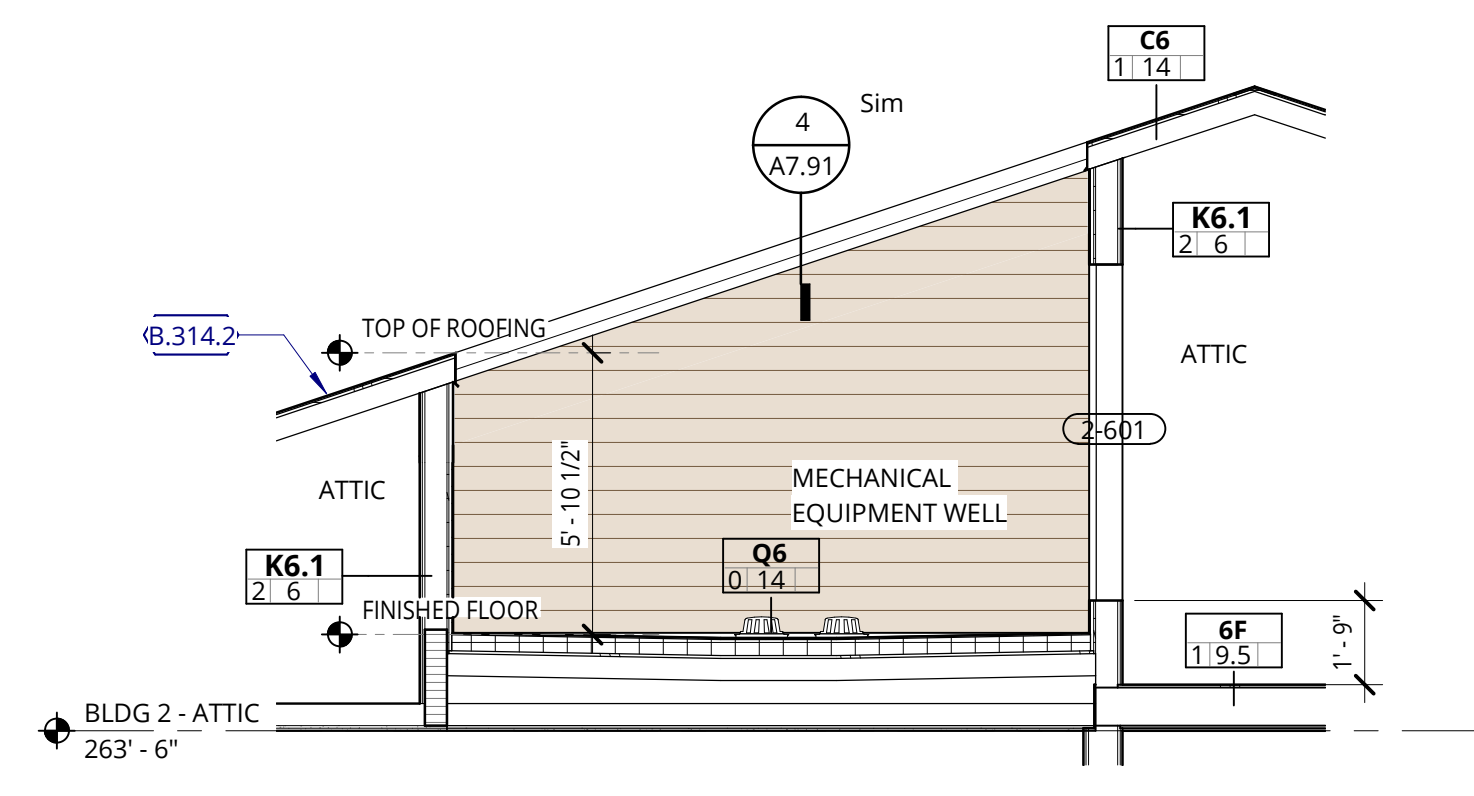 C6
1 14
Sim
4
A7.91
K6.1
2 6
B.314.2
TOP OF ROOFING
ATTIC
2-601
5' - 10 1/2"
MECHANICAL
EQUIPMENT WELL
ATTIC
Q6
0 14
K6.1
2 6
FINISHED FLOOR
6F
1 9.5
1' - 9"
BLDG 2 - ATTIC
263' - 6"